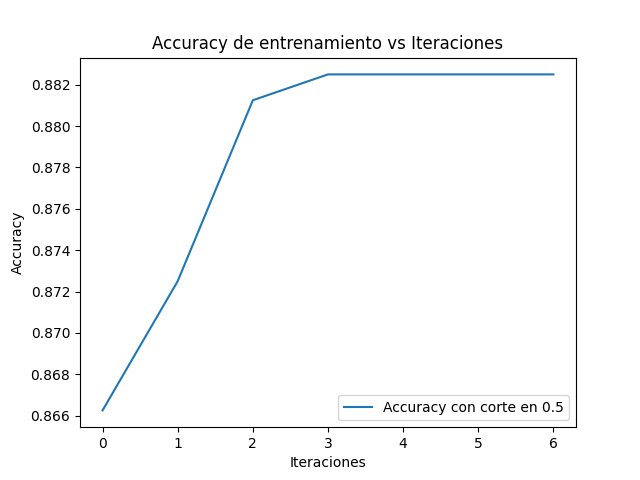 Accuracy de entrenamiento vs Iteraciones
0.882
0.880
0.878
0.876
0.874
0.872
0.870
0.868
0.866
Accuracy
Accuracy con corte en 0.5
0 1 2 3 4 5 6
Iteraciones